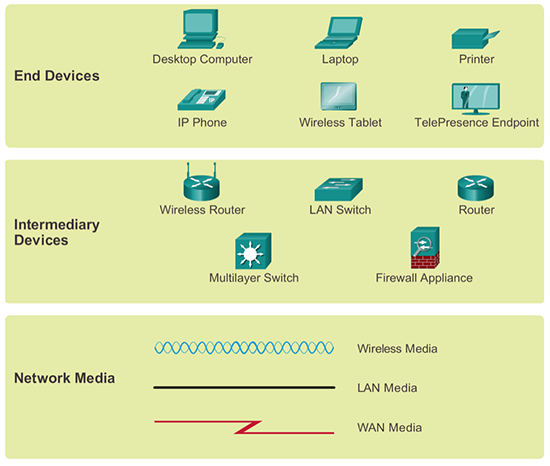 End Devices
Desktop Computer
Laptop
Printer
IP Phone
Wireless Tablet
TelePresence Endpoint
Intermediary
Devices
Wireless Router
LAN Switch
Router
Multilayer Switch
Firewall Appliance
Network Media
Wireless Media
LAN Media
WAN Media